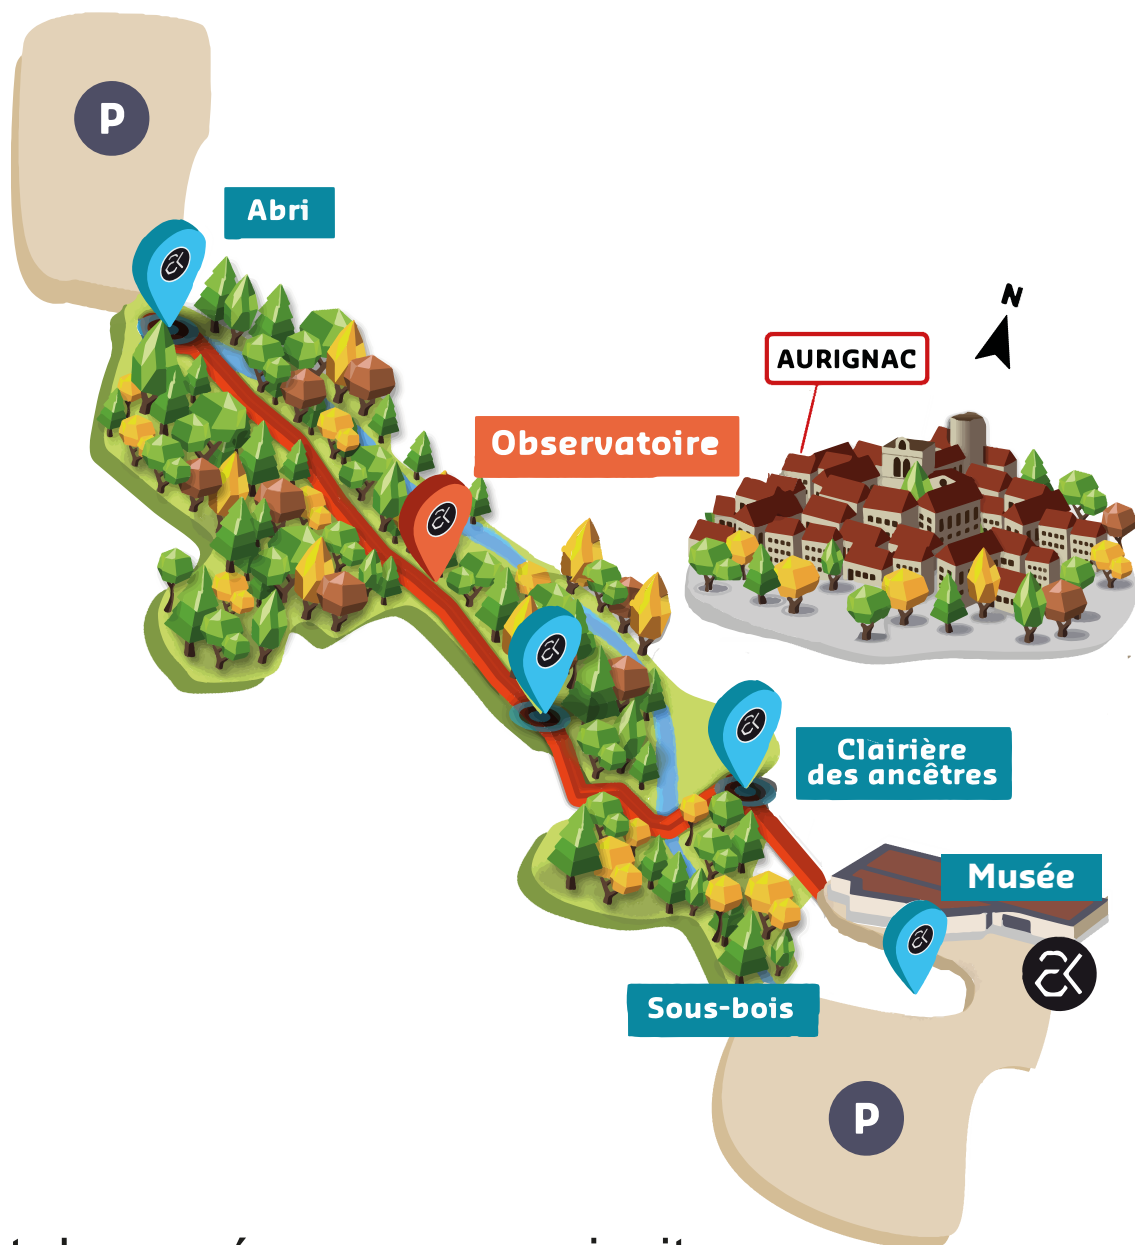 P
Abri
N
AURIGNAC
Observatoire
Clairière
des ancêtres
Musée
Sous-bois
P